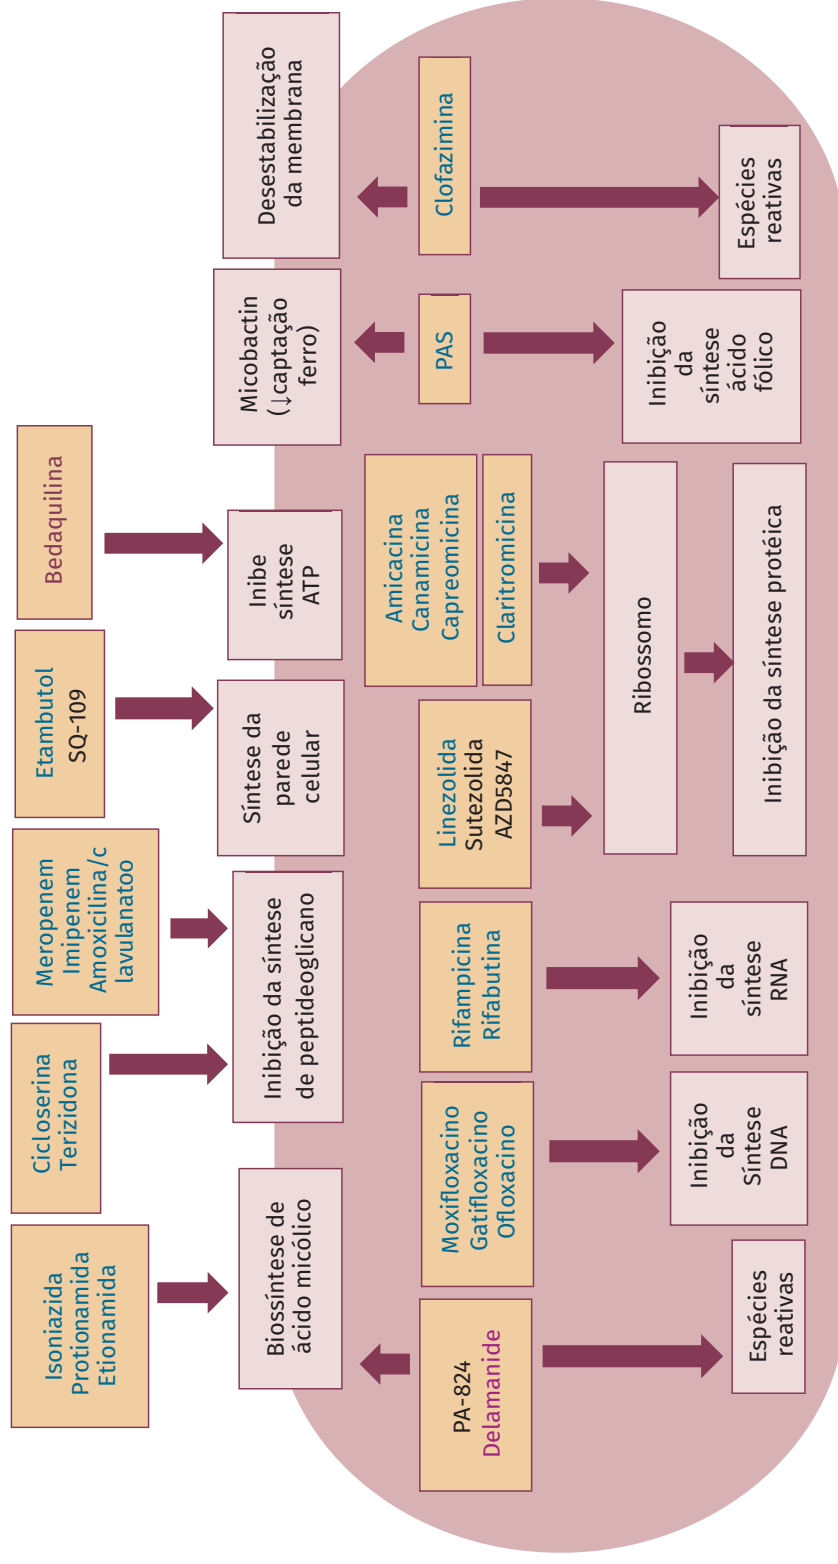 Isoniazida
Protionamida
Etionamida
Cicloserina
Terizidona
Meropenem
Imipenem
Amoxicilina/c
lavulanatoo
Etambutol
SQ-109
Bedaquilina
Biossíntese de
ácido micólico
Inibição da síntese
de peptideoglicano
Síntese da
parede
celular
Inibe
síntese
ATP
Micobactin
(↓captação
ferro)
Desestabilização
da membrana
PA-824
Delamanide
Moxifloxacino
Gatifloxacino
Ofloxacino
Rifampicina
Rifabutina
Linezolida
Sutezolida
AZD5847
Amicacina
Canamicina
Capreomicina
Claritromicina
PAS
Clofazimina
Espécies
reativas
Inibição
da
Síntese
DNA
Inibição
da
síntese
RNA
Ribossomo
Inibição da síntese protéica
Inibição
da
síntese
ácido
fólico
Espécies
reativas